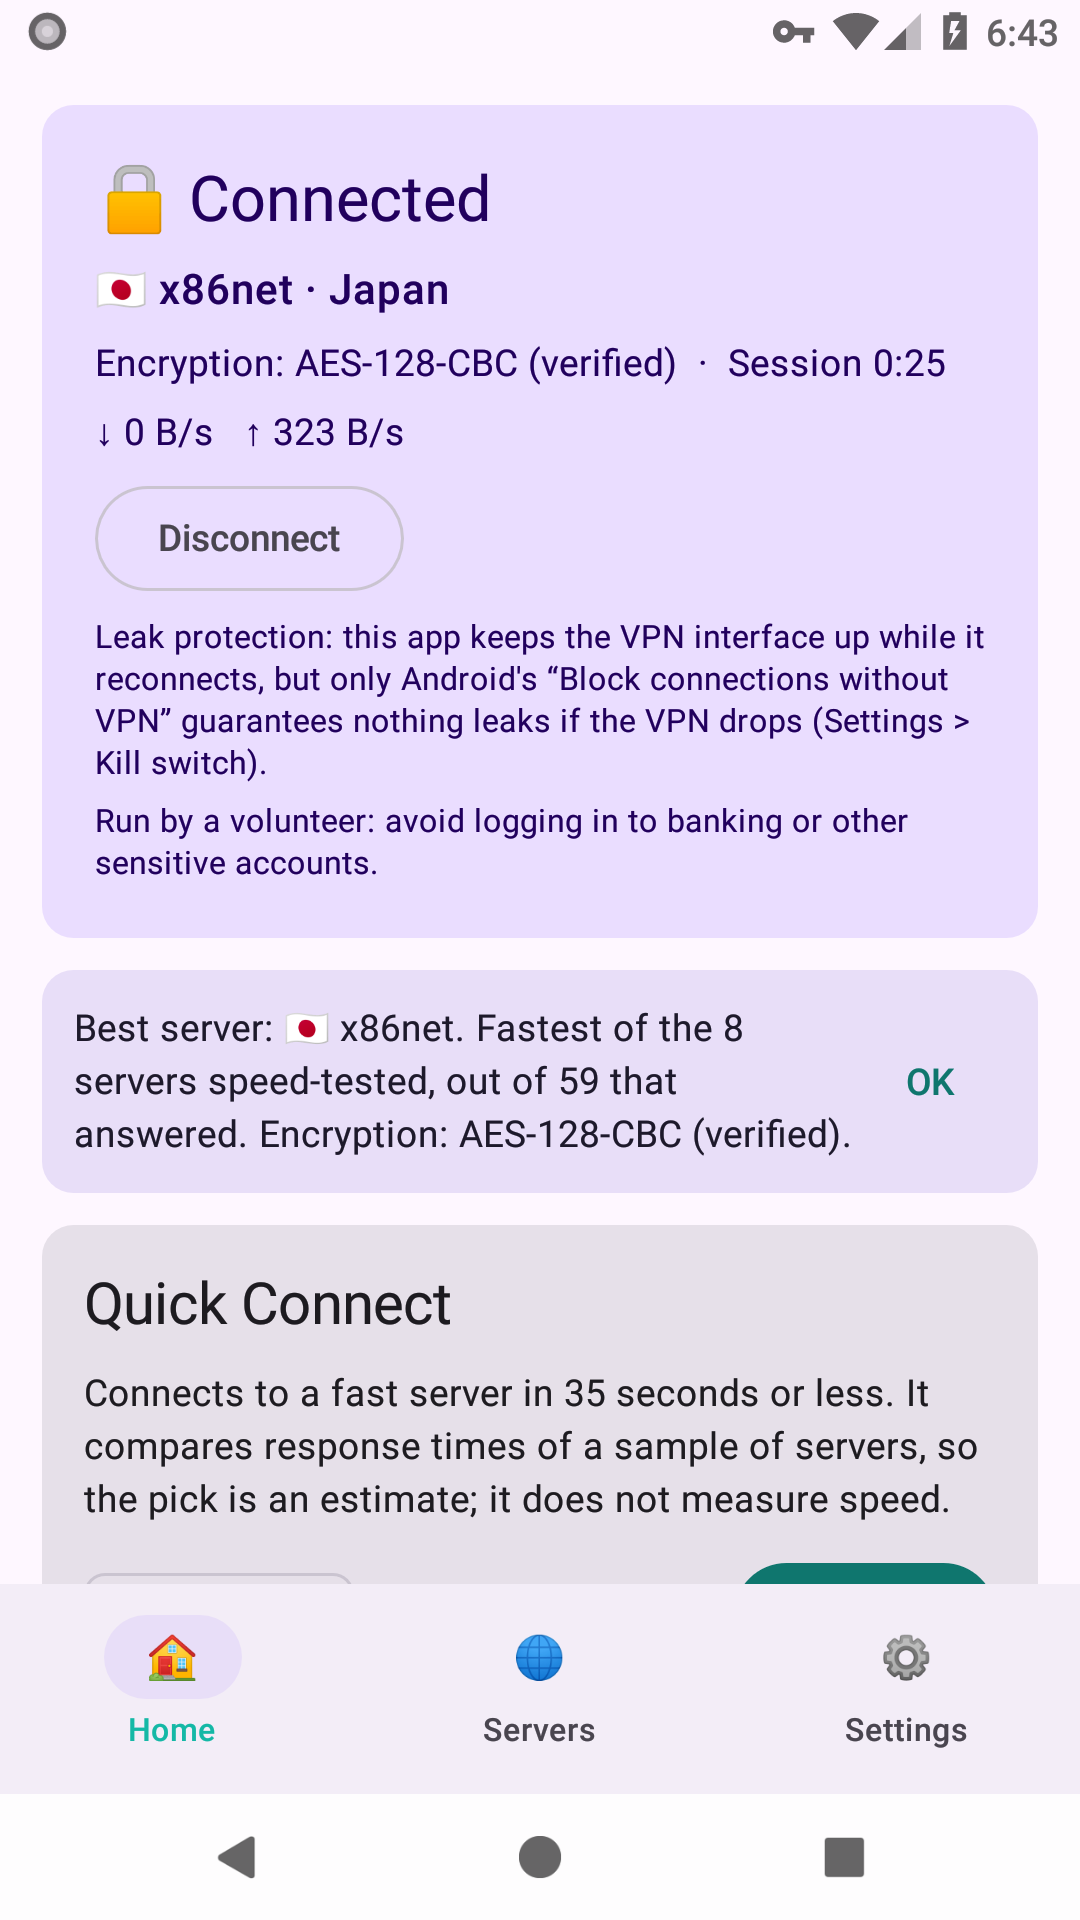 6:43
Connected
x86net · Japan
Encryption: AES-128-CBC (verified) · Session 0:25
↓ 0 B/s ↑ 323 B/s
Disconnect
Leak protection: this app keeps the VPN interface up while it
reconnects, but only Android's “Block connections without
VPN” guarantees nothing leaks if the VPN drops (Settings >
Kill switch).
Run by a volunteer: avoid logging in to banking or other
sensitive accounts.
Best server: 🇯🇵 x86net. Fastest of the 8
servers speed-tested, out of 59 that
answered. Encryption: AES-128-CBC (verified).
OK
Quick Connect
Connects to a fast server in 35 seconds or less. It
compares response times of a sample of servers, so
the pick is an estimate; it does not measure speed.
Home
Servers
Settings